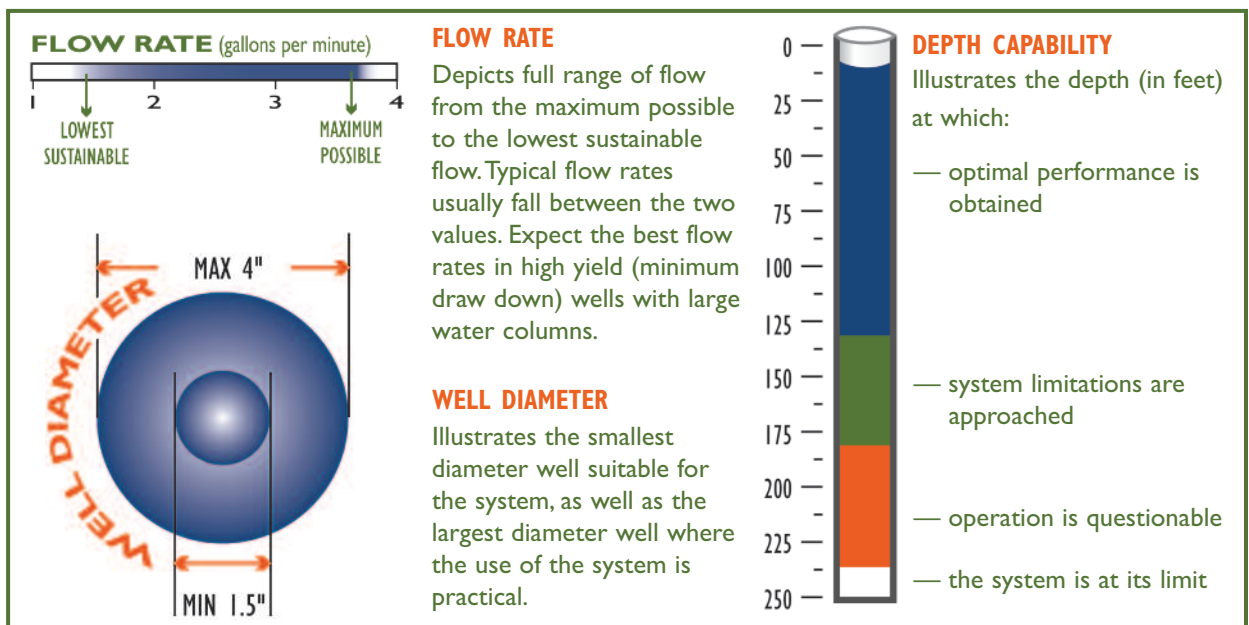 FLOW RATE (gallons per minute)
1 2 3 4
LOWEST
SUSTAINABLE
MAXIMUM
POSSIBLE
MAX 4"
WELL DIAMETER
MIN 1.5"
FLOW RATE
Depicts full range of flow
from the maximum possible
to the lowest sustainable
flow. Typical flow rates
usually fall between the two
values. Expect the best flow
rates in high yield (minimum
draw down) wells with large
water columns.
WELL DIAMETER
Illustrates the smallest
diameter well suitable for
the system, as well as the
largest diameter well where
the use of the system is
practical.
0
25
50
75
100
125
150
175
200
225
250
DEPTH CAPABILITY
Illustrates the depth (in feet)
at which:
— optimal performance is
obtained
— system limitations are
approached
— operation is questionable
— the system is at its limit